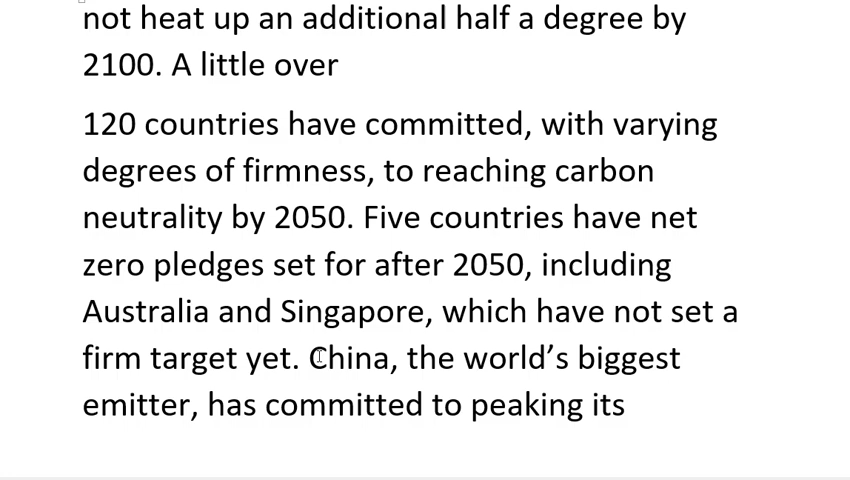 not heat up an additional half a degree by
2100. A little over
120 countries have committed, with varying
degrees of firmness, to reaching carbon
neutrality by 2050. Five countries have net
zero pledges set for after 2050, including
Australia and Singapore, which have not set a
firm target yet. China, the world’s biggest
emitter, has committed to peaking its